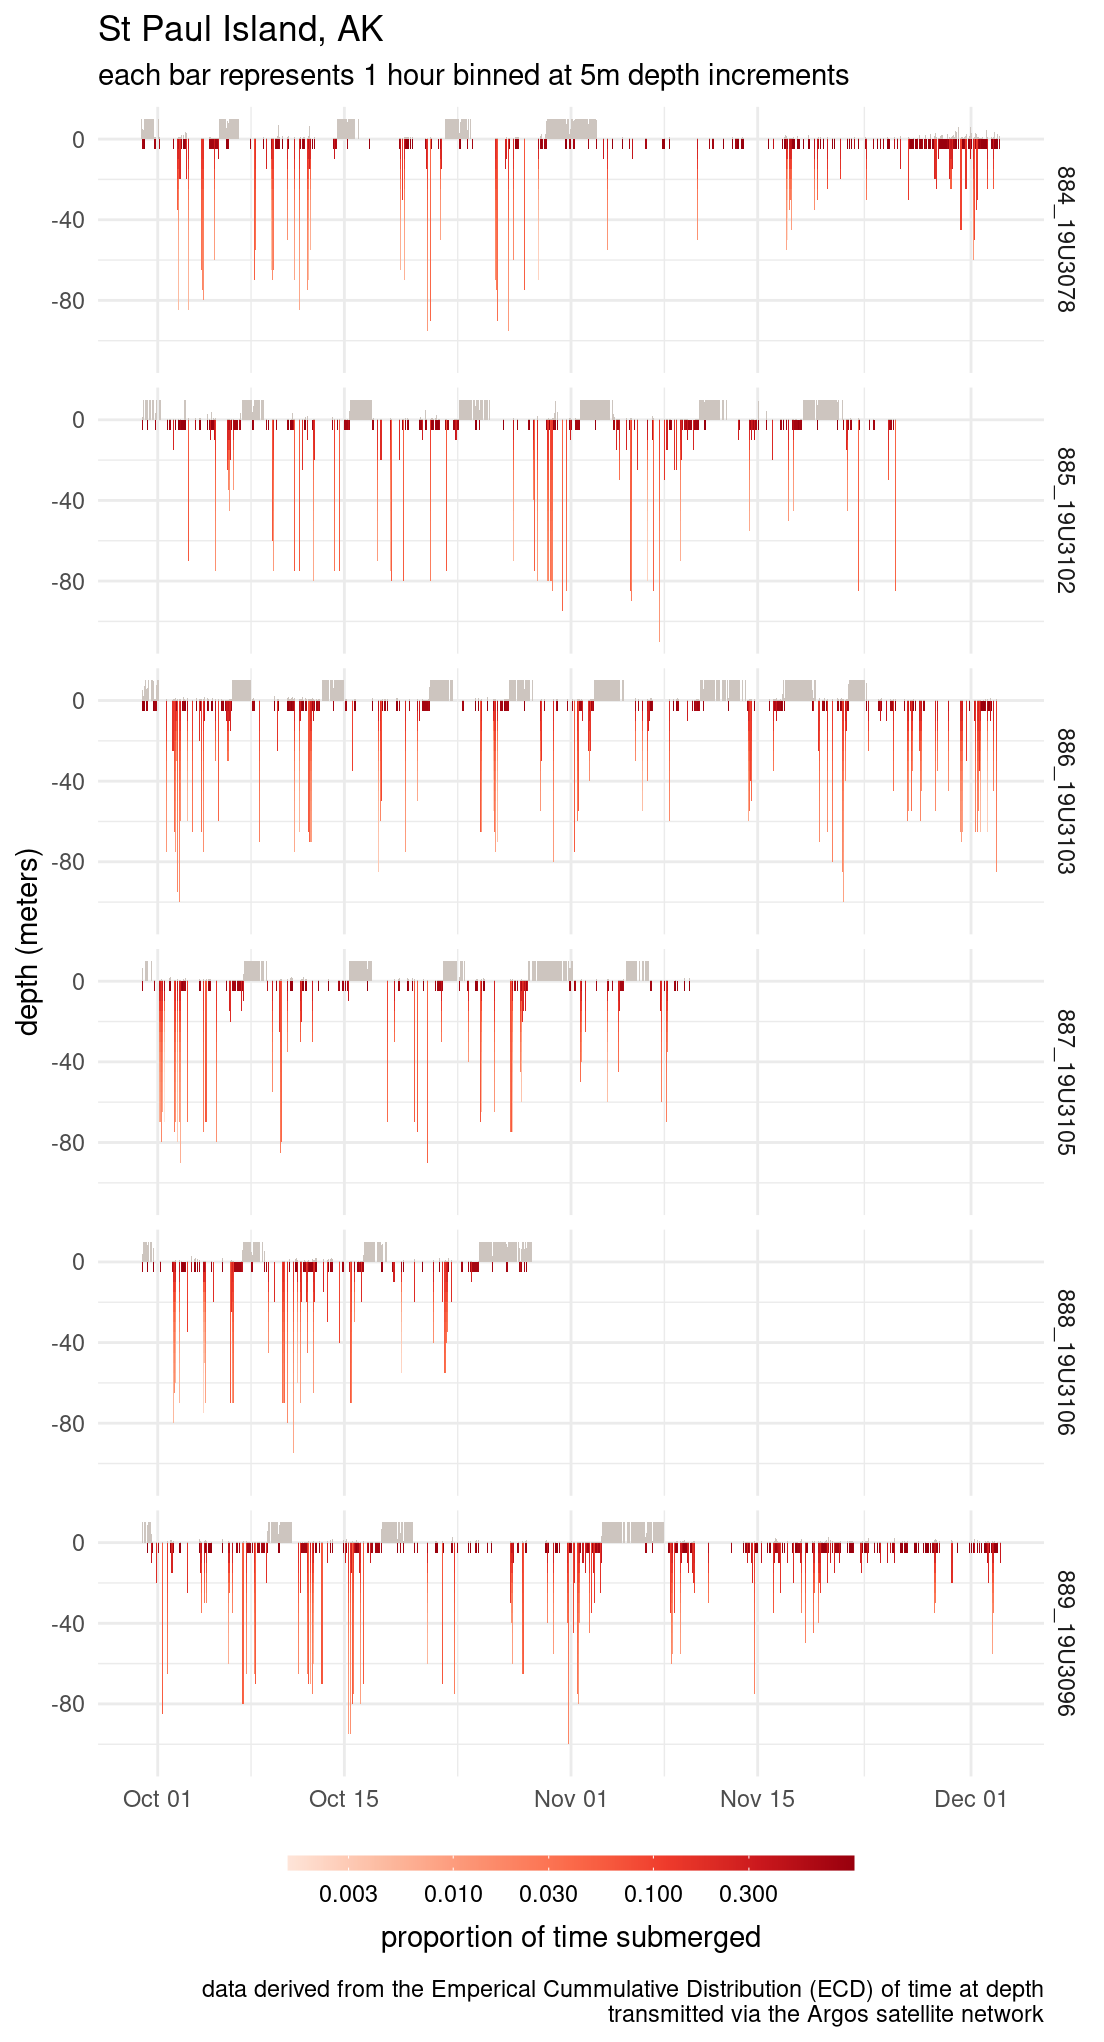 St Paul Island, AK
each bar represents 1 hour binned at 5m depth increments
0
-40
-80
884_19U3078
0
-40
-80
885_19U3102
0
-40
-80
886_19U3103
depth (meters)
0
-40
-80
887_19U3105
0
-40
-80
888_19U3106
0
-40
-80
889_19U3096
Oct 01 Oct 15 Nov 01 Nov 15 Dec 01
0.003 0.010 0.030 0.100 0.300
proportion of time submerged
data derived from the Emperical Cummulative Distribution (ECD) of time at depth
transmitted via the Argos satellite network